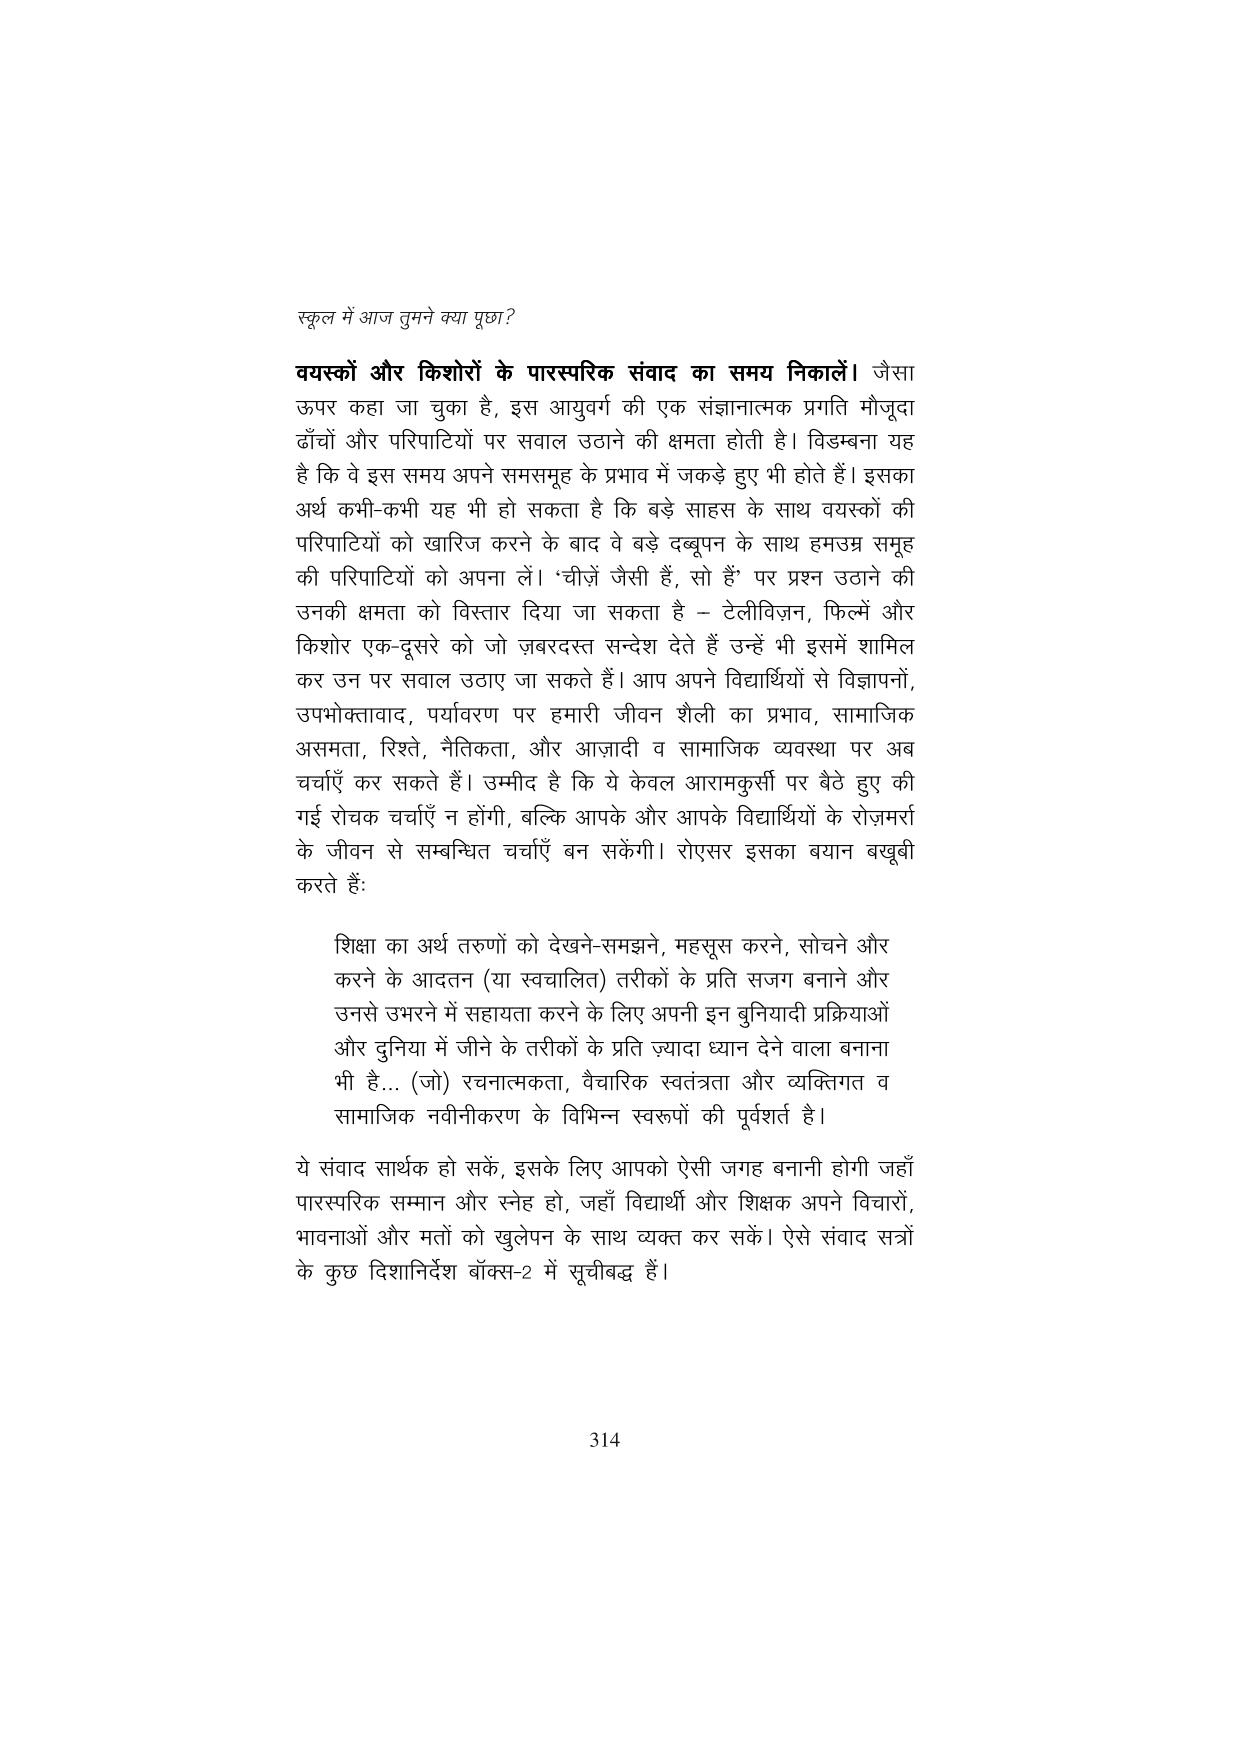 स्कूल में आज तुमने क्या पूछा?
वयस्कों और किशोरों के पारस्परिक संवाद का समय निकालें। जैसा
ऊपर कहा जा चुका है, इस आयुवर्ग की एक संज्ञानात्मक प्रगति मौजूदा
ढाँचों और परिपाटियों पर सवाल उठाने की क्षमता होती है। विडम्बना यह
है कि वे इस समय अपने समसमूह के प्रभाव में जकड़े हुए भी होते हैं। इसका
अर्थ कभी-कभी यह भी हो सकता है कि बड़े साहस के साथ वयस्कों की
परिपाटियों को खारिज करने के बाद वे बड़े दब्बूपन के साथ हमउम्र समूह
की परिपाटियों को अपना लें। ‘चीज़ें जैसी हैं, सो हैं’ पर प्रश्न उठाने की
उनकी क्षमता को विस्तार दिया जा सकता है – टेलीविज़न, फिल्में और
किशोर एक-दूसरे को जो ज़बरदस्त सन्देश देते हैं उन्हें भी इसमें शामिल
कर उन पर सवाल उठाए जा सकते हैं। आप अपने विद्यार्थियों से विज्ञापनों,
उपभोक्तावाद, पर्यावरण पर हमारी जीवन शैली का प्रभाव, सामाजिक
असमता, रिश्ते, नैतिकता, और आज़ादी व सामाजिक व्यवस्था पर अब
चर्चाएँ कर सकते हैं। उम्मीद है कि ये केवल आरामकुर्सी पर बैठे हुए की
गई रोचक चर्चाएँ न होंगी, बल्कि आपके और आपके विद्यार्थियों के रोज़मर्रा
के जीवन से सम्बन्धित चर्चाएँ बन सकेंगी। रोएसर इसका बयान बखूबी
करते हैंः
शिक्षा का अर्थ तरुणों को देखने-समझने, महसूस करने, सोचने और
करने के आदतन (या स्वचालित) तरीकों के प्रति सजग बनाने और
उनसे उभरने में सहायता करने के लिए अपनी इन बुनियादी प्रक्रियाओं
और दुनिया में जीने के तरीकों के प्रति ज़्यादा ध्यान देने वाला बनाना
भी है... (जो) रचनात्मकता, वैचारिक स्वतंत्रता और व्यक्तिगत व
सामाजिक नवीनीकरण के विभिन्न स्वरूपों की पूर्वशर्त है।
ये संवाद सार्थक हो सकें, इसके लिए आपको ऐसी जगह बनानी होगी जहाँ
पारस्परिक सम्मान और स्नेह हो, जहाँ विद्यार्थी और शिक्षक अपने विचारों,
भावनाओं और मतों को खुलेपन के साथ व्यक्त कर सकें। ऐसे संवाद सत्रों
के कुछ दिशानिर्देश बॉक्स-2 में सूचीबद्ध हैं।
314